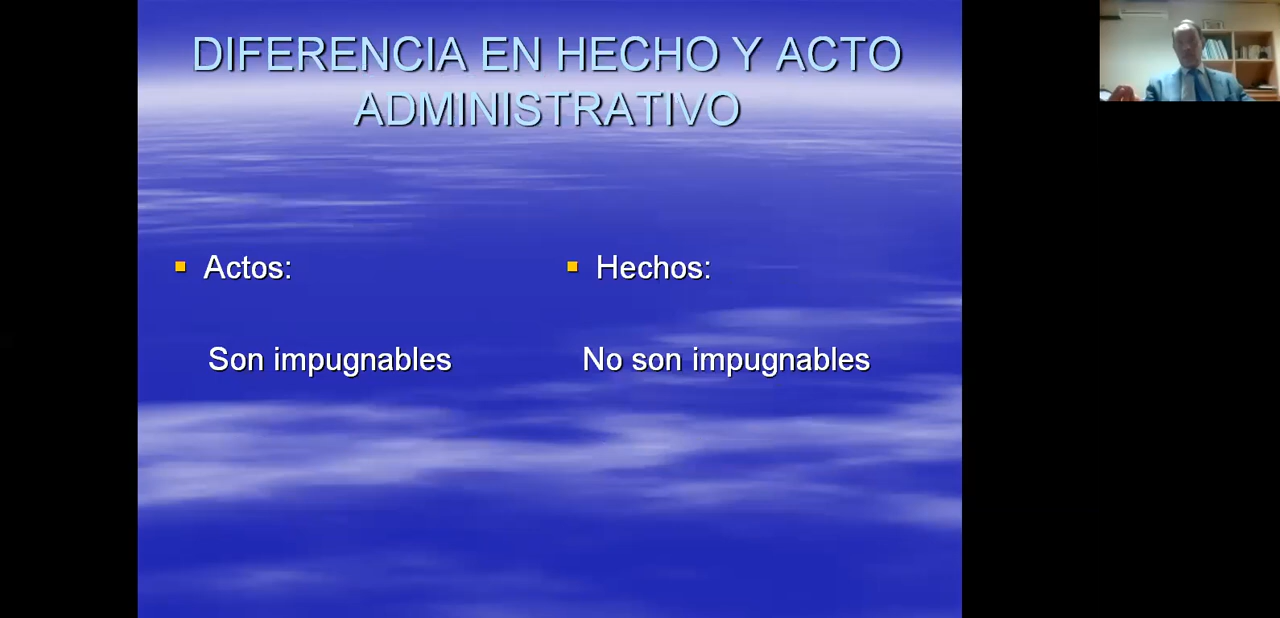 DIFERENCIA EN HECHO Y ACTO
ADMINISTRATIVO
Actos:
Son impugnables
Hechos:
No son impugnables